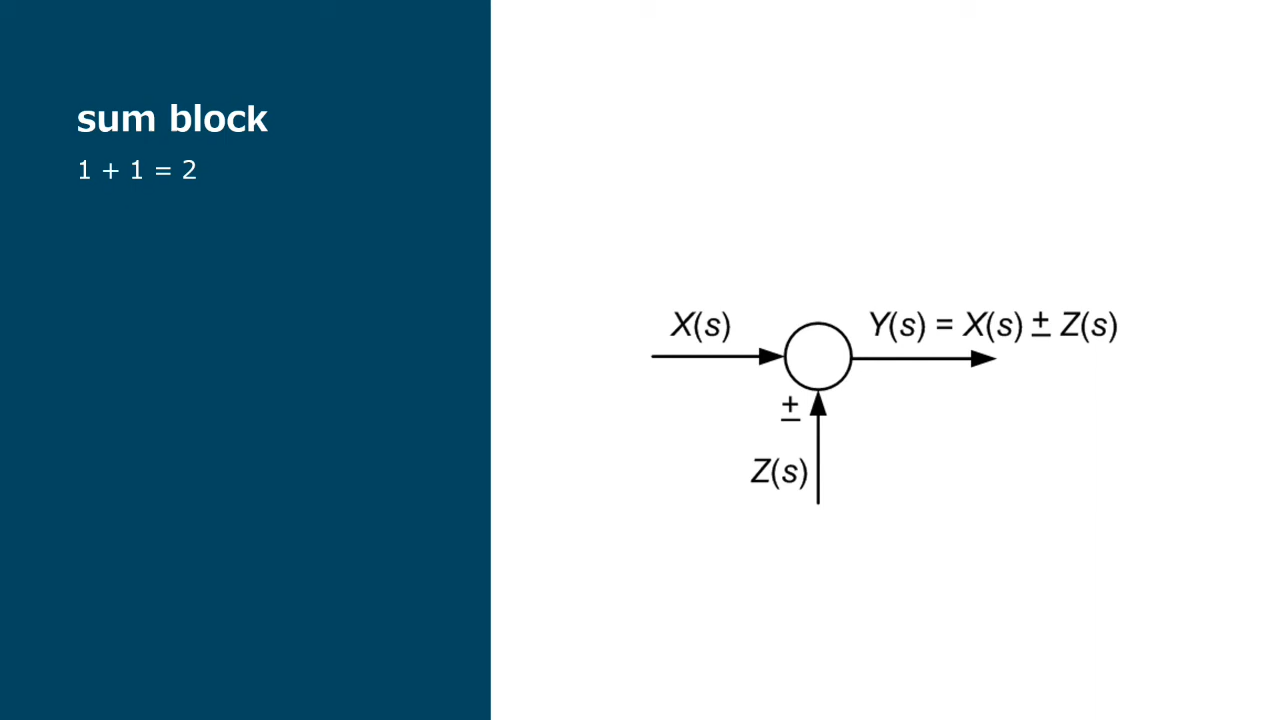 sum block
1 + 1 = 2
X(s)
Y(s) = X(s) ± Z(s)
±
Z(s)